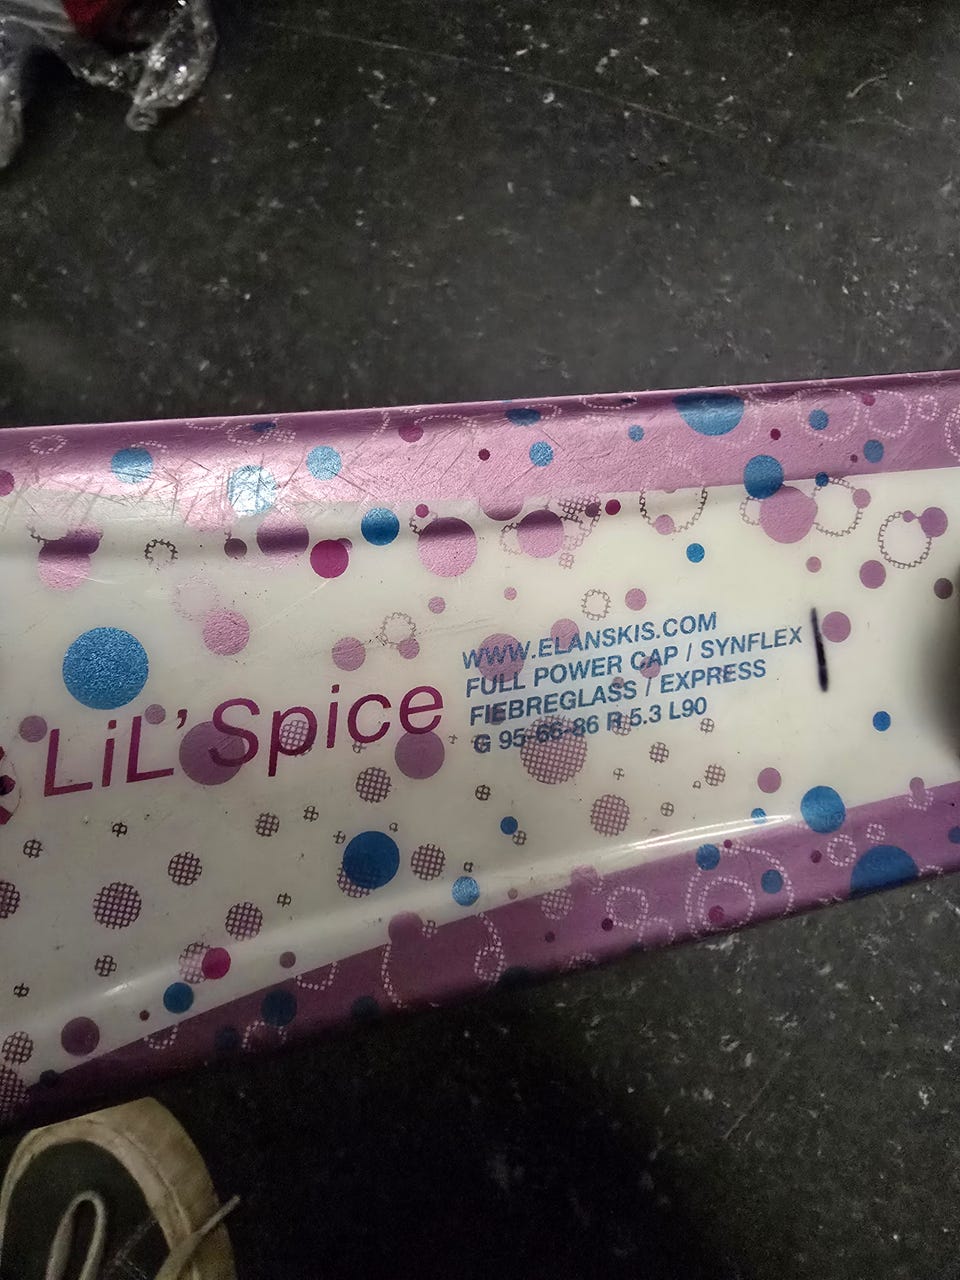 LiL' Spice
WWW.ELANSKIS.COM
FULL POWER CAP / SYNFLEX
FIEBREGLASS / EXPRESS
G 95-66-86 R 5.3 L90